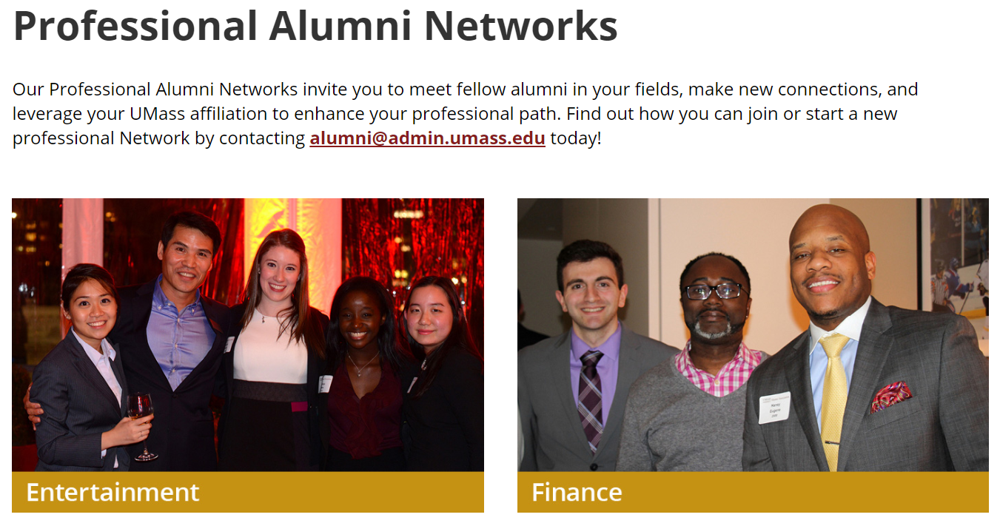 Professional Alumni Networks
Our Professional Alumni Networks invite you to meet fellow alumni in your fields, make new connections, and
leverage your UMass affiliation to enhance your professional path. Find out how you can join or start a new
professional Network by contacting alumni@admin.umass.edu today!
Entertainment
Finance